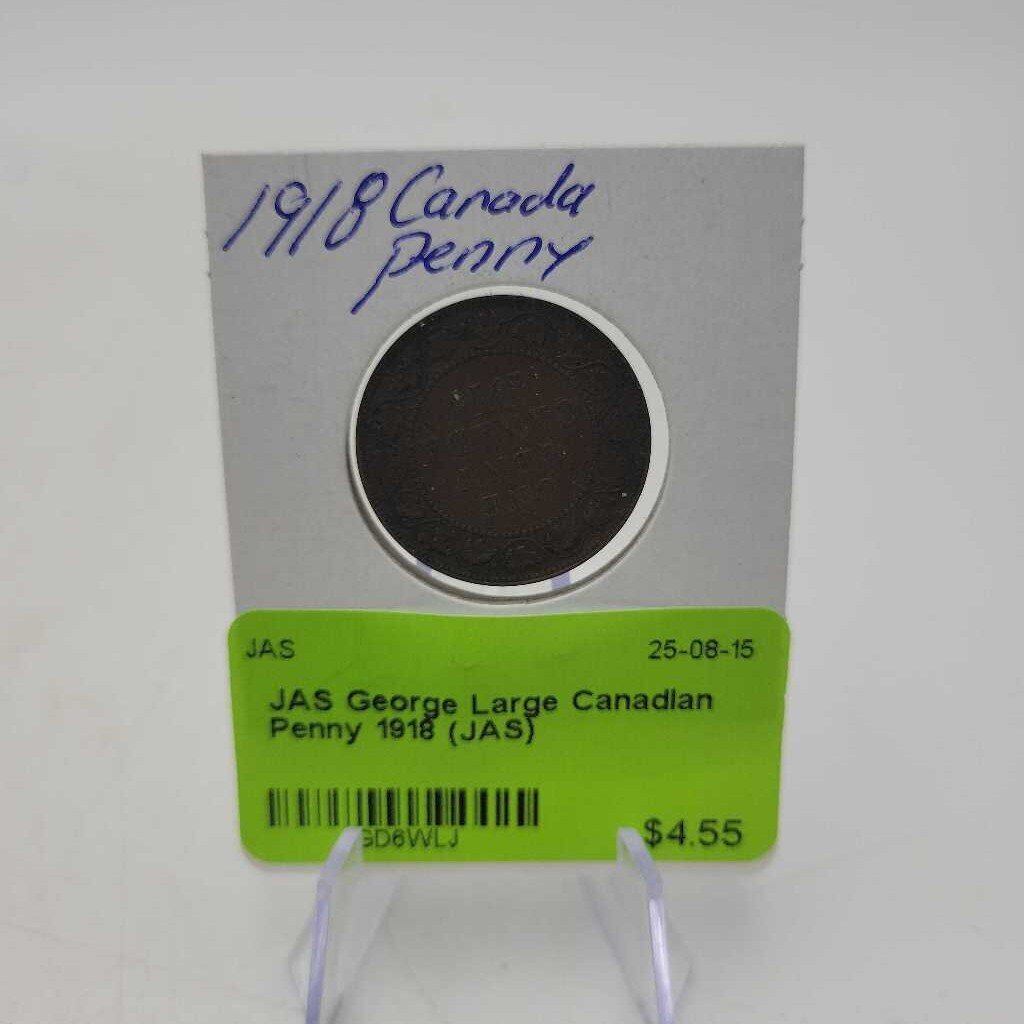 1918 Canada
penny
JAS 25-08-15
JAS George Large Canadian
Penny 1918 (JAS)
GD6WLJ
$4.55